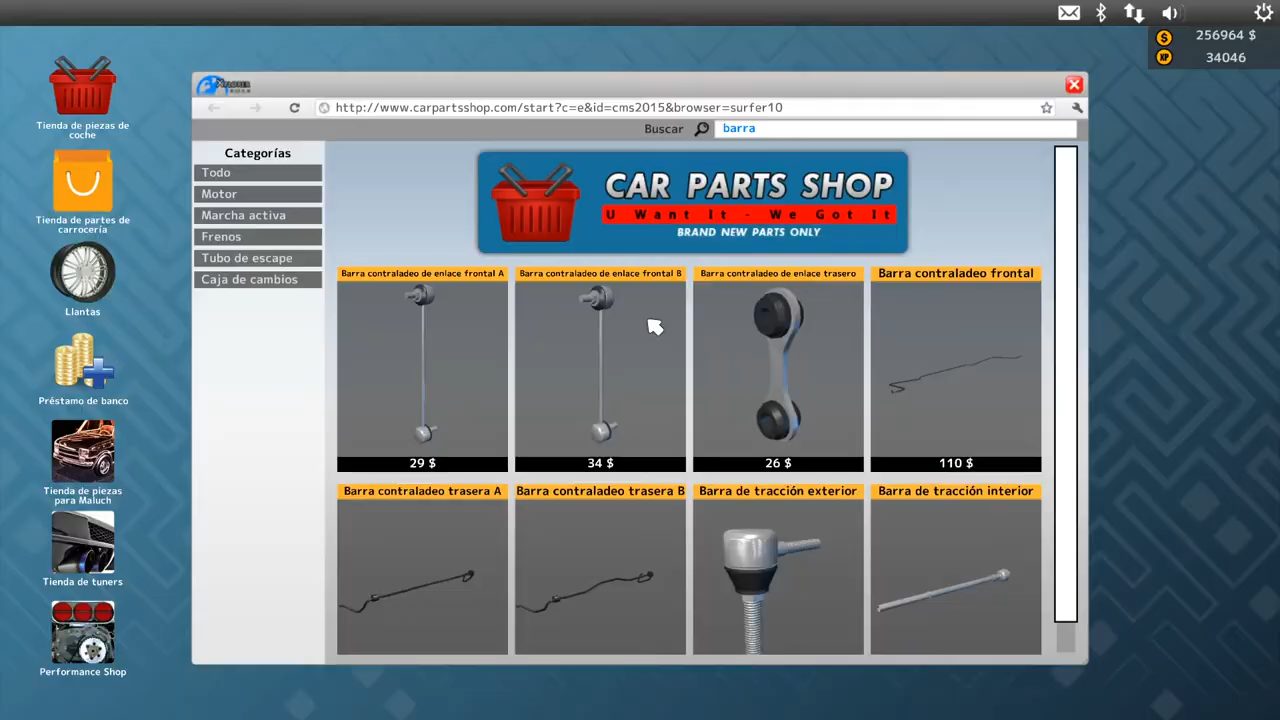 256964 $
34046
Tienda de piezas de
coche
Tienda de partes de
carrocería
Llantas
Préstamo de banco
Tienda de piezas
para Maluch
Tienda de tuners
Performance Shop
http://www.carpartsshop.com/start?c=e&id=cms2015&browser=surfer10
Buscar barra
Categorías
Todo
Motor
Marcha activa
Frenos
Tubo de escape
Caja de cambios
CAR PARTS SHOP
U Want It - We Got It
BRAND NEW PARTS ONLY
Barra contraladeo de enlace frontal A
29 $
Barra contraladeo de enlace frontal B
34 $
Barra contraladeo de enlace trasero
26 $
Barra contraladeo frontal
110 $
Barra contraladeo trasera A
Barra contraladeo trasera B
Barra de tracción exterior
Barra de tracción interior